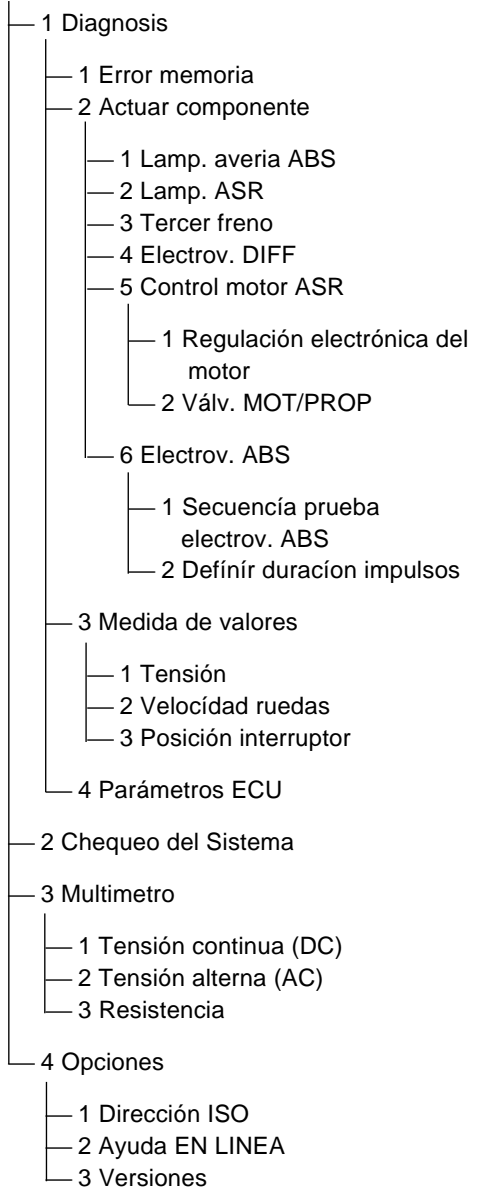 1 Diagnosis
1 Error memoria
2 Actuar componente
1 Lamp. averia ABS
2 Lamp. ASR
3 Tercer freno
4 Electrov. DIFF
5 Control motor ASR
1 Regulación electrónica del
motor
2 Válv. MOT/PROP
6 Electrov. ABS
1 Secuencía prueba
electrov. ABS
2 Defínír duracíon impulsos
3 Medida de valores
1 Tensión
2 Velocídad ruedas
3 Posición interruptor
4 Parámetros ECU
2 Chequeo del Sistema
3 Multimetro
1 Tensión continua (DC)
2 Tensión alterna (AC)
3 Resistencia
4 Opciones
1 Dirección ISO
2 Ayuda EN LINEA
3 Versiones